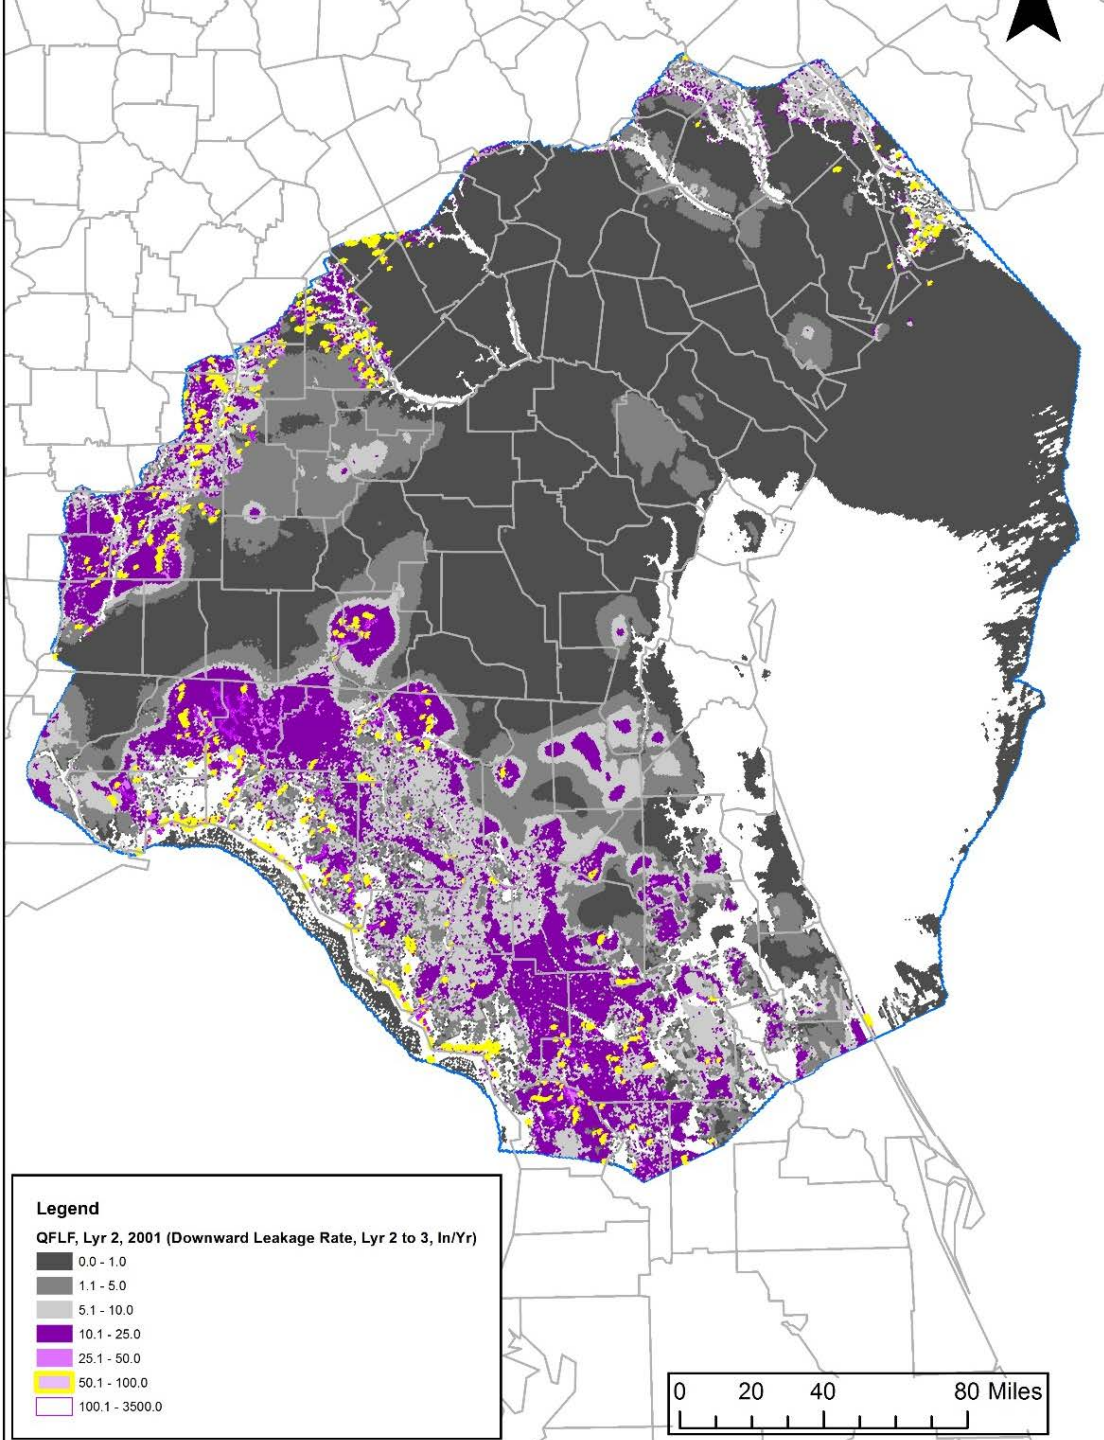 Legend
QFLF, Lyr 2, 2001 (Downward Leakage Rate, Lyr 2 to 3, In/Yr)
0.0 - 1.0
1.1 - 5.0
5.1 - 10.0
10.1 - 25.0
25.1 - 50.0
50.1 - 100.0
100.1 - 3500.0
0 20 40 80 Miles